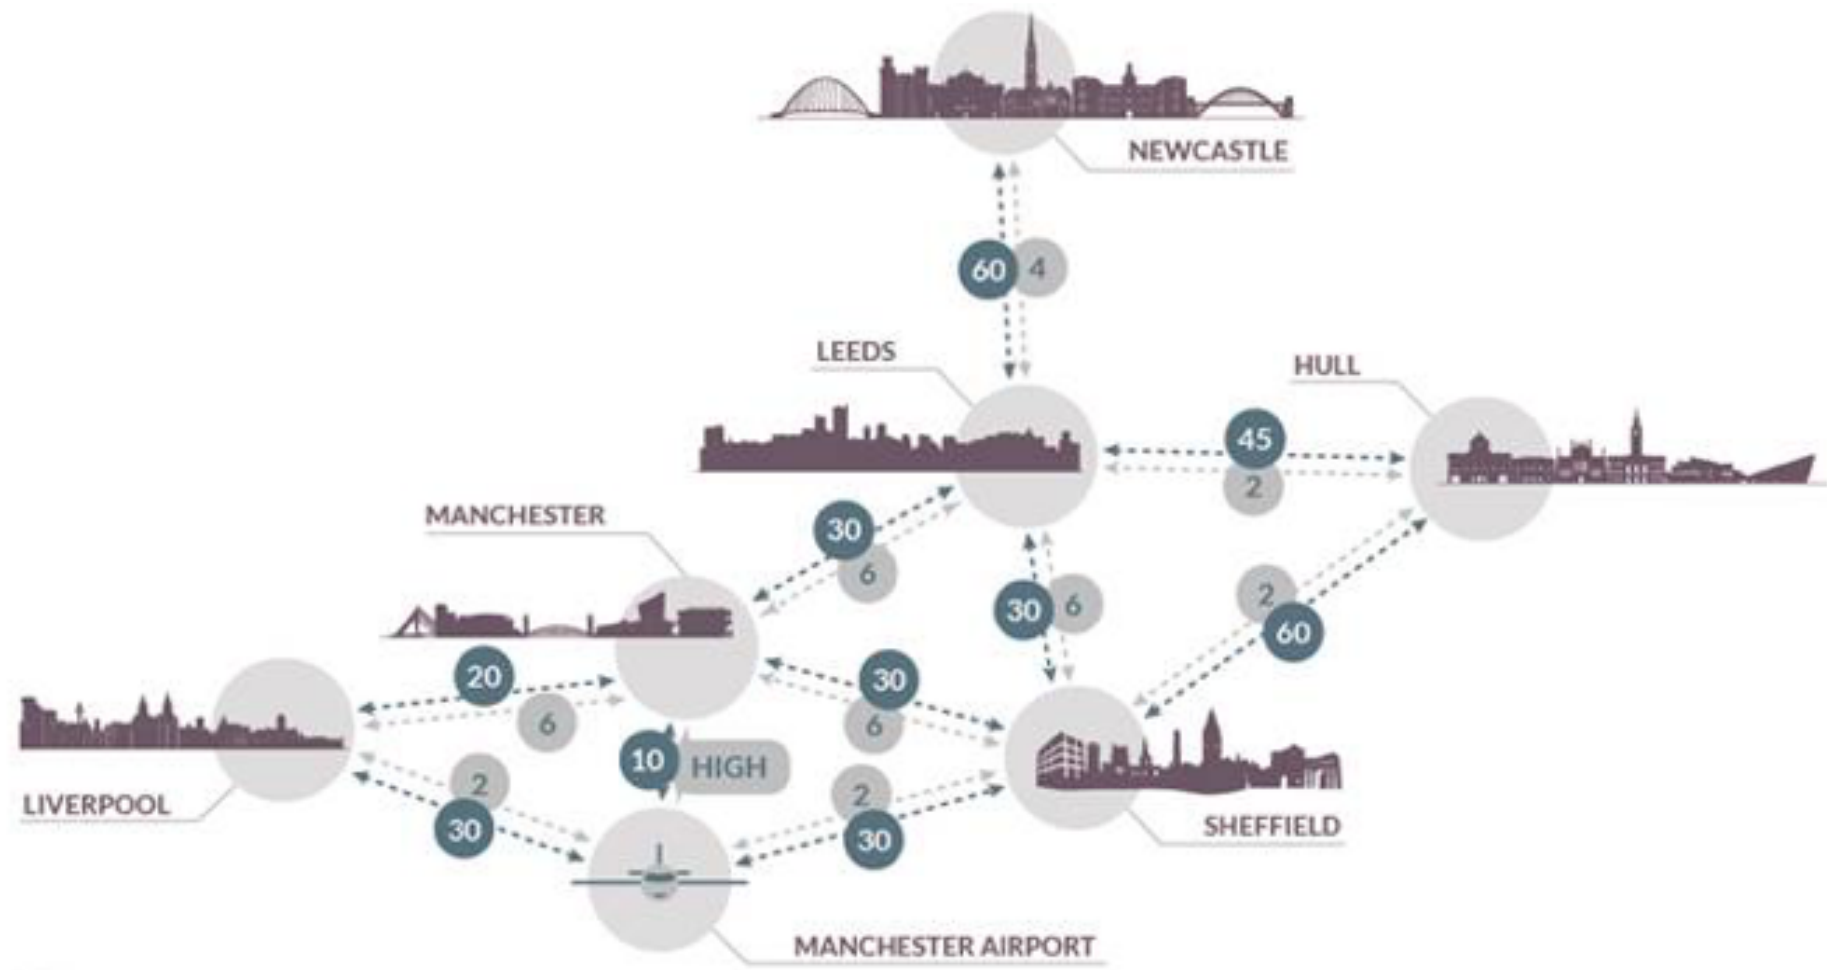 NEWCASTLE
60
4
LEEDS
HULL
45
2
MANCHESTER
30
6
30
6
2
60
20
6
30
6
10
HIGH
2
30
2
30
LIVERPOOL
SHEFFIELD
MANCHESTER AIRPORT